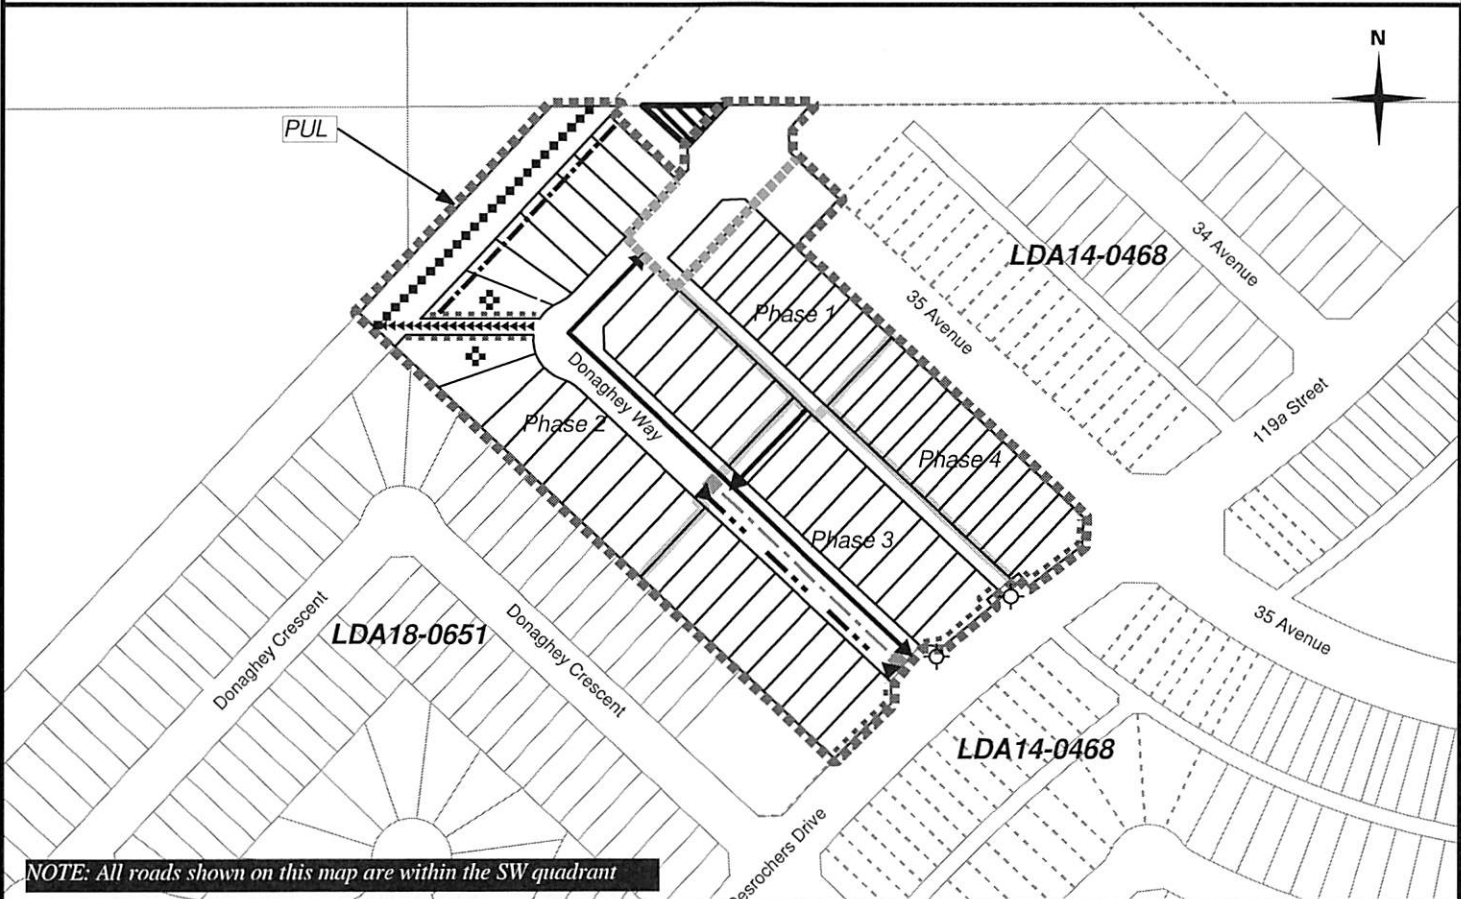 N
PUL
LDA14-0468
34 Avenue
35 Avenue
Phase 1
119a Street
Donaghey Way
Phase 2
Phase 4
Phase 3
35 Avenue
Donaghey Crescent
LDA18-0651
Donaghey Crescent
LDA14-0468
Desrochers Drive
NOTE: All roads shown on this map are within the SW quadrant